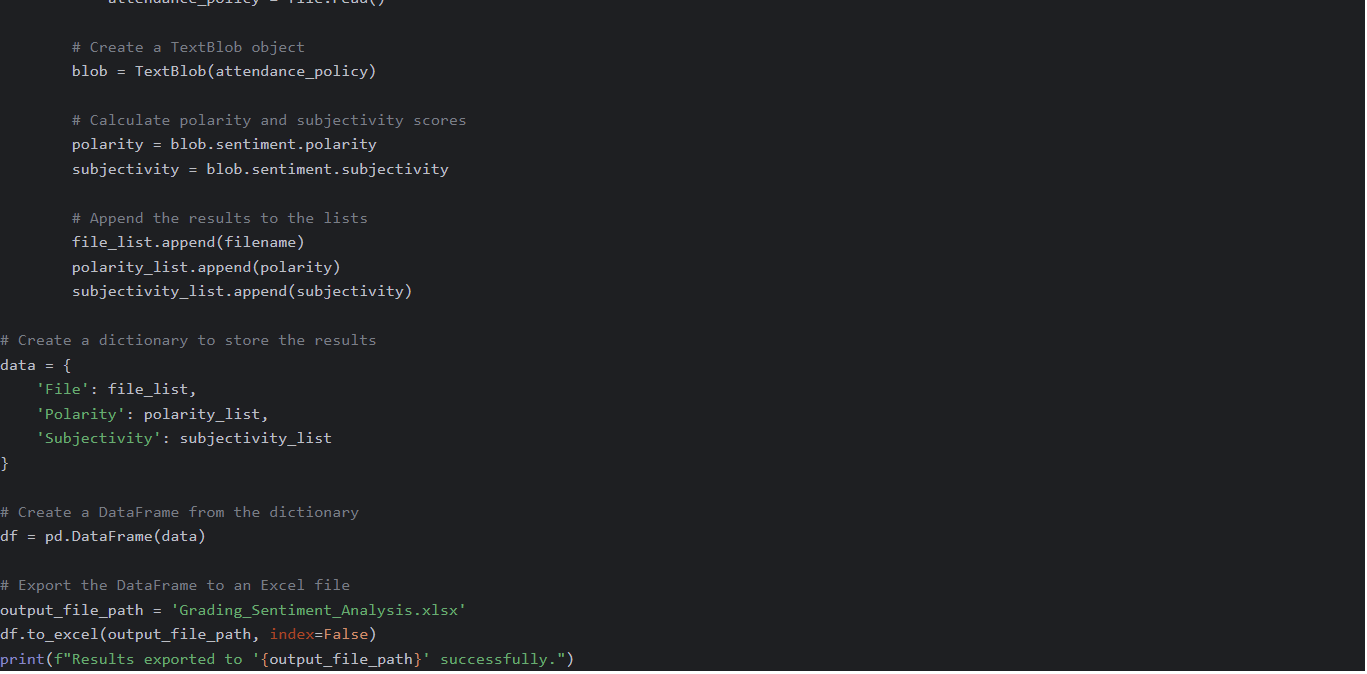 attendance_policy = file.read()
# Create a TextBlob object
blob = TextBlob(attendance_policy)
# Calculate polarity and subjectivity scores
polarity = blob.sentiment.polarity
subjectivity = blob.sentiment.subjectivity
# Append the results to the lists
file_list.append(filename)
polarity_list.append(polarity)
subjectivity_list.append(subjectivity)
# Create a dictionary to store the results
data = {
    'File': file_list,
    'Polarity': polarity_list,
    'Subjectivity': subjectivity_list
}
# Create a DataFrame from the dictionary
df = pd.DataFrame(data)
# Export the DataFrame to an Excel file
output_file_path = 'Grading_Sentiment_Analysis.xlsx'
df.to_excel(output_file_path, index=False)
print(f"Results exported to '{output_file_path}' successfully.")